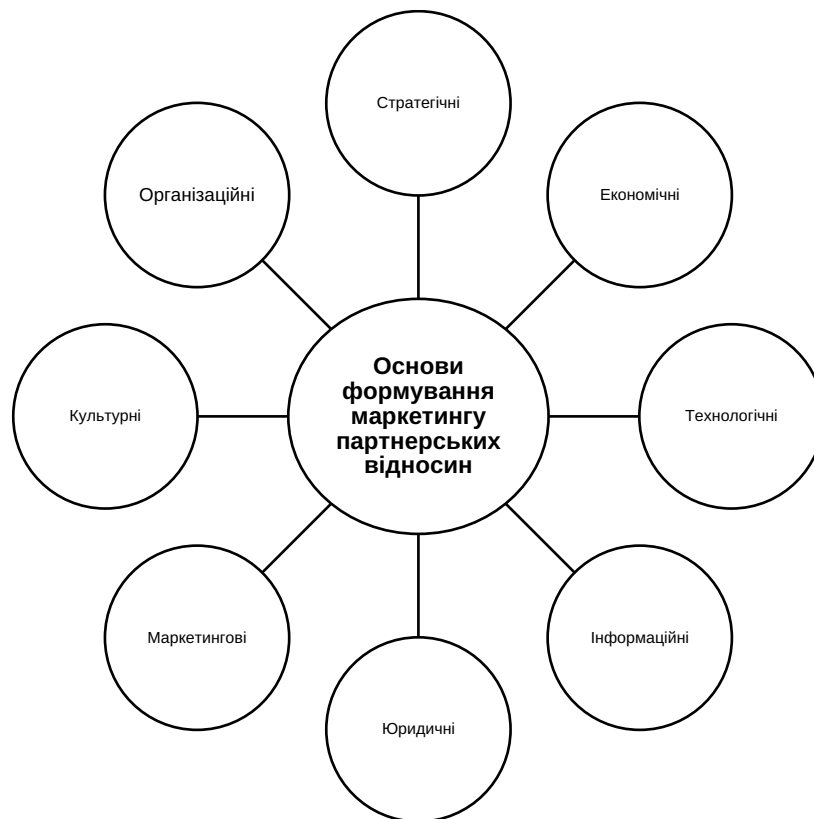 Стратегічні
Організаційні
Економічні
Основи
формування
маркетингу
партнерських
відносин
Культурні
Технологічні
Маркетингові
Інформаційні
Юридичні